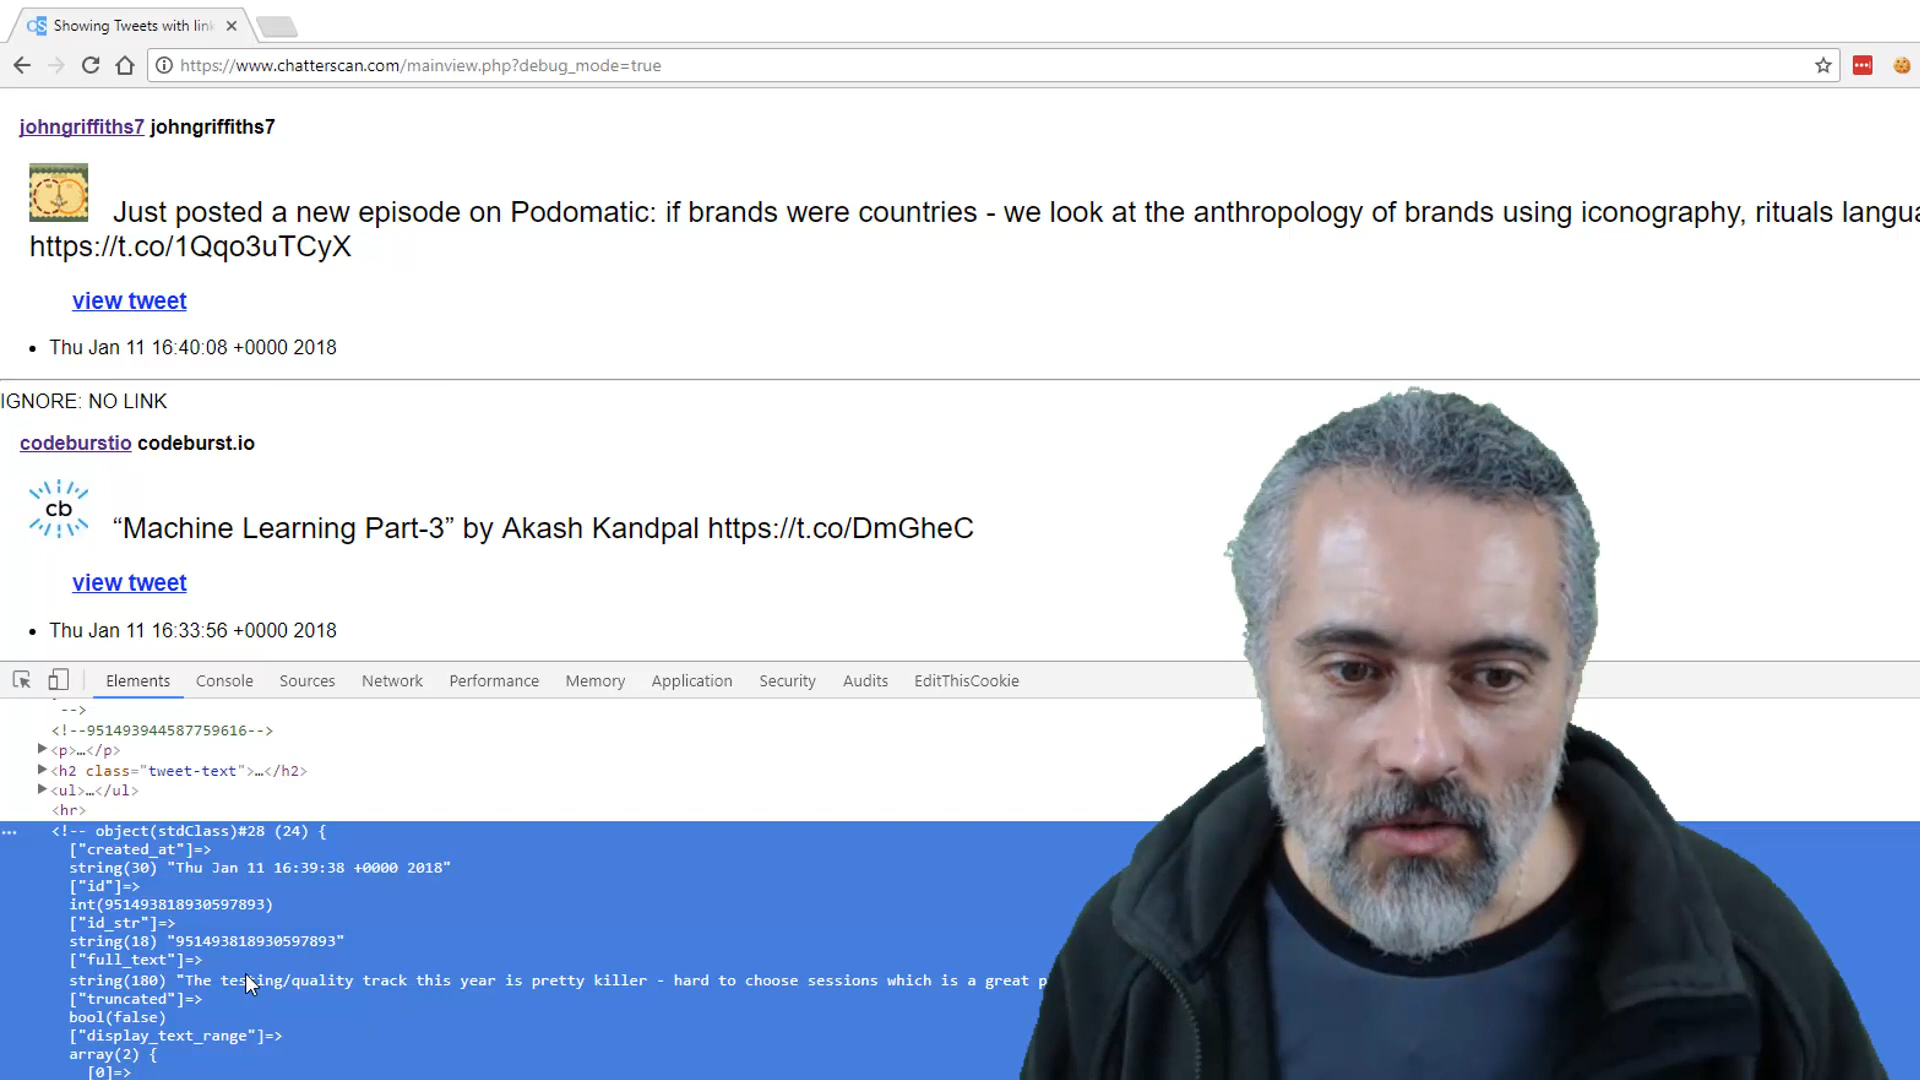 Showing Tweets with link
https://www.chatterscan.com/mainview.php?debug_mode=true
johngriffiths7 johngriffiths7
Just posted a new episode on Podomatic: if brands were countries - we look at the anthropology of brands using iconography, rituals
https://t.co/1Qqo3uTCyX
view tweet
• Thu Jan 11 16:40:08 +0000 2018
IGNORE: NO LINK
codeburstio codeburst.io
cb
“Machine Learning Part-3” by Akash Kandpal https://t.co/DmGheC
view tweet
• Thu Jan 11 16:33:56 +0000 2018
Elements Console Sources Network Performance Memory Application Security Audits EditThisCookie
-->
<!--951493944587759616-->
<p>…</p>
<h2 class="tweet-text">…</h2>
<ul>…</ul>
<hr>
<!-- object(stdClass)#28 (24) {
["created_at"]=>
string(30) "Thu Jan 11 16:39:38 +0000 2018"
["id"]=>
int(951493818930597893)
["id_str"]=>
string(18) "951493818930597893"
["full_text"]=>
string(180) "The testing/quality track this year is pretty killer - hard to choose sessions which is a great
["truncated"]=>
bool(false)
["display_text_range"]=>
array(2) {
[0]=>